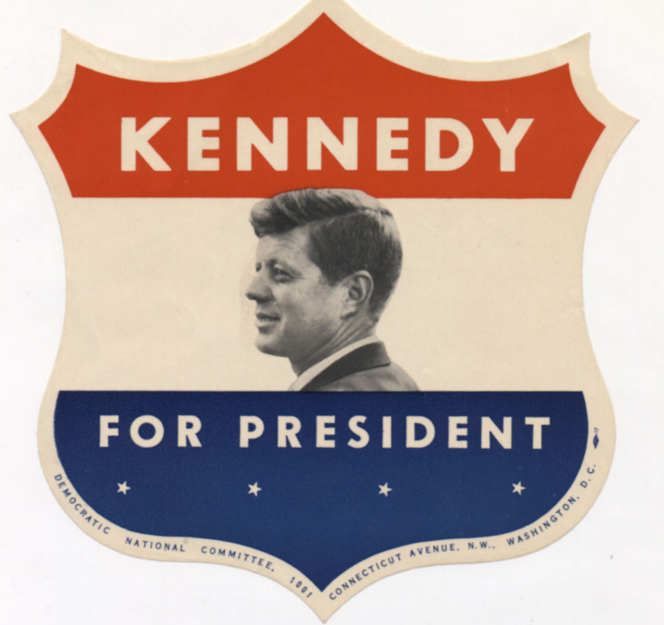 KENNEDY
FOR PRESIDENT
DEMOCRATIC NATIONAL COMMITTEE, 1001 CONNECTICUT AVENUE, N.W., WASHINGTON, D.C.